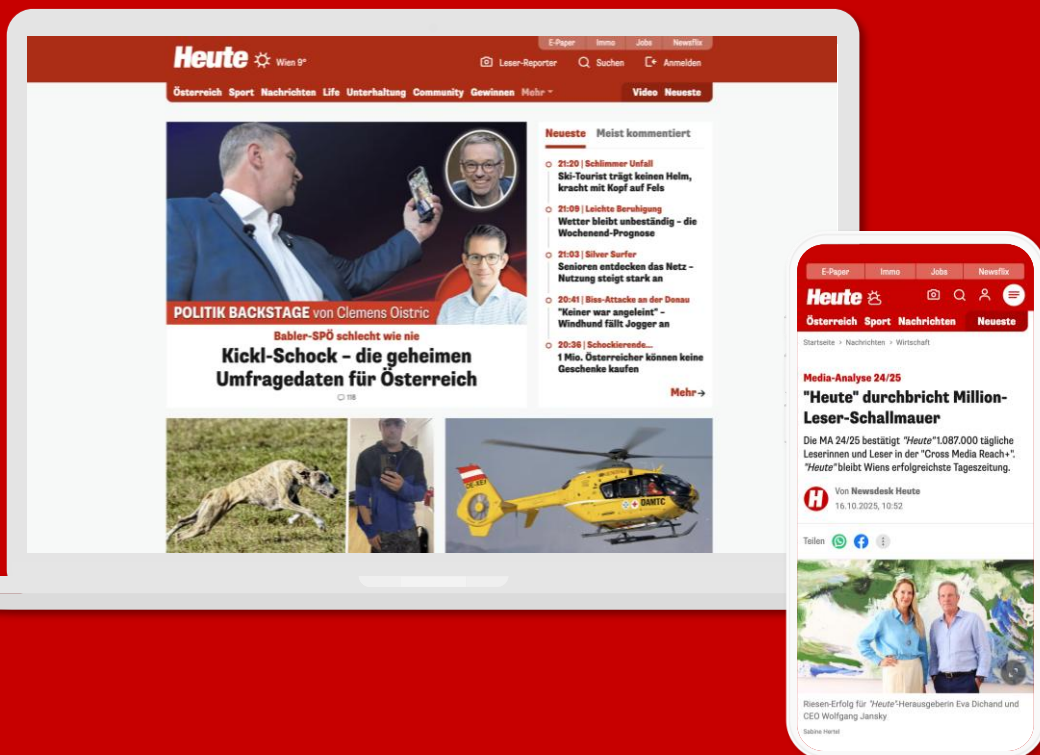 E-Paper Immo Jobs Newsflix
Heute Wien 9°
Leser-Reporter Suchen Anmelden
Österreich Sport Nachrichten Life Unterhaltung Community Gewinnen Mehr Video Neueste
POLITIK BACKSTAGE von Clemens Oistric
Babler-SPÖ schlecht wie nie
Kickl-Schock – die geheimen
Umfragedaten für Österreich
118
Neueste Meist kommentiert
21:20 | Schlimmer Unfall
Ski-Tourist trägt keinen Helm,
kracht mit Kopf auf Fels
21:09 | Leichte Beruhigung
Wetter bleibt unbeständig – die
Wochenend-Prognose
21:03 | Silver Surfer
Senioren entdecken das Netz –
Nutzung steigt stark an
20:41 | Biss-Attacke an der Donau
"Keiner war angeleint" –
Windhund fällt Jogger an
20:36 | Schockierende...
1 Mio. Österreicher können keine
Geschenke kaufen
Mehr→
ÖAMTC
E-Paper Immo Jobs Newsflix
Heute
Österreich Sport Nachrichten Neueste
Startseite > Nachrichten > Wirtschaft
Media-Analyse 24/25
"Heute" durchbricht Million-
Leser-Schallmauer
Die MA 24/25 bestätigt "Heute" 1.087.000 tägliche
Leserinnen und Leser in der "Cross Media Reach+".
"Heute" bleibt Wiens erfolgreichste Tageszeitung.
H
Von Newsdesk Heute
16.10.2025, 10:52
Teilen
Riesen-Erfolg für "Heute"-Herausgeberin Eva Dichand und
CEO Wolfgang Jansky
Sabine Hertel